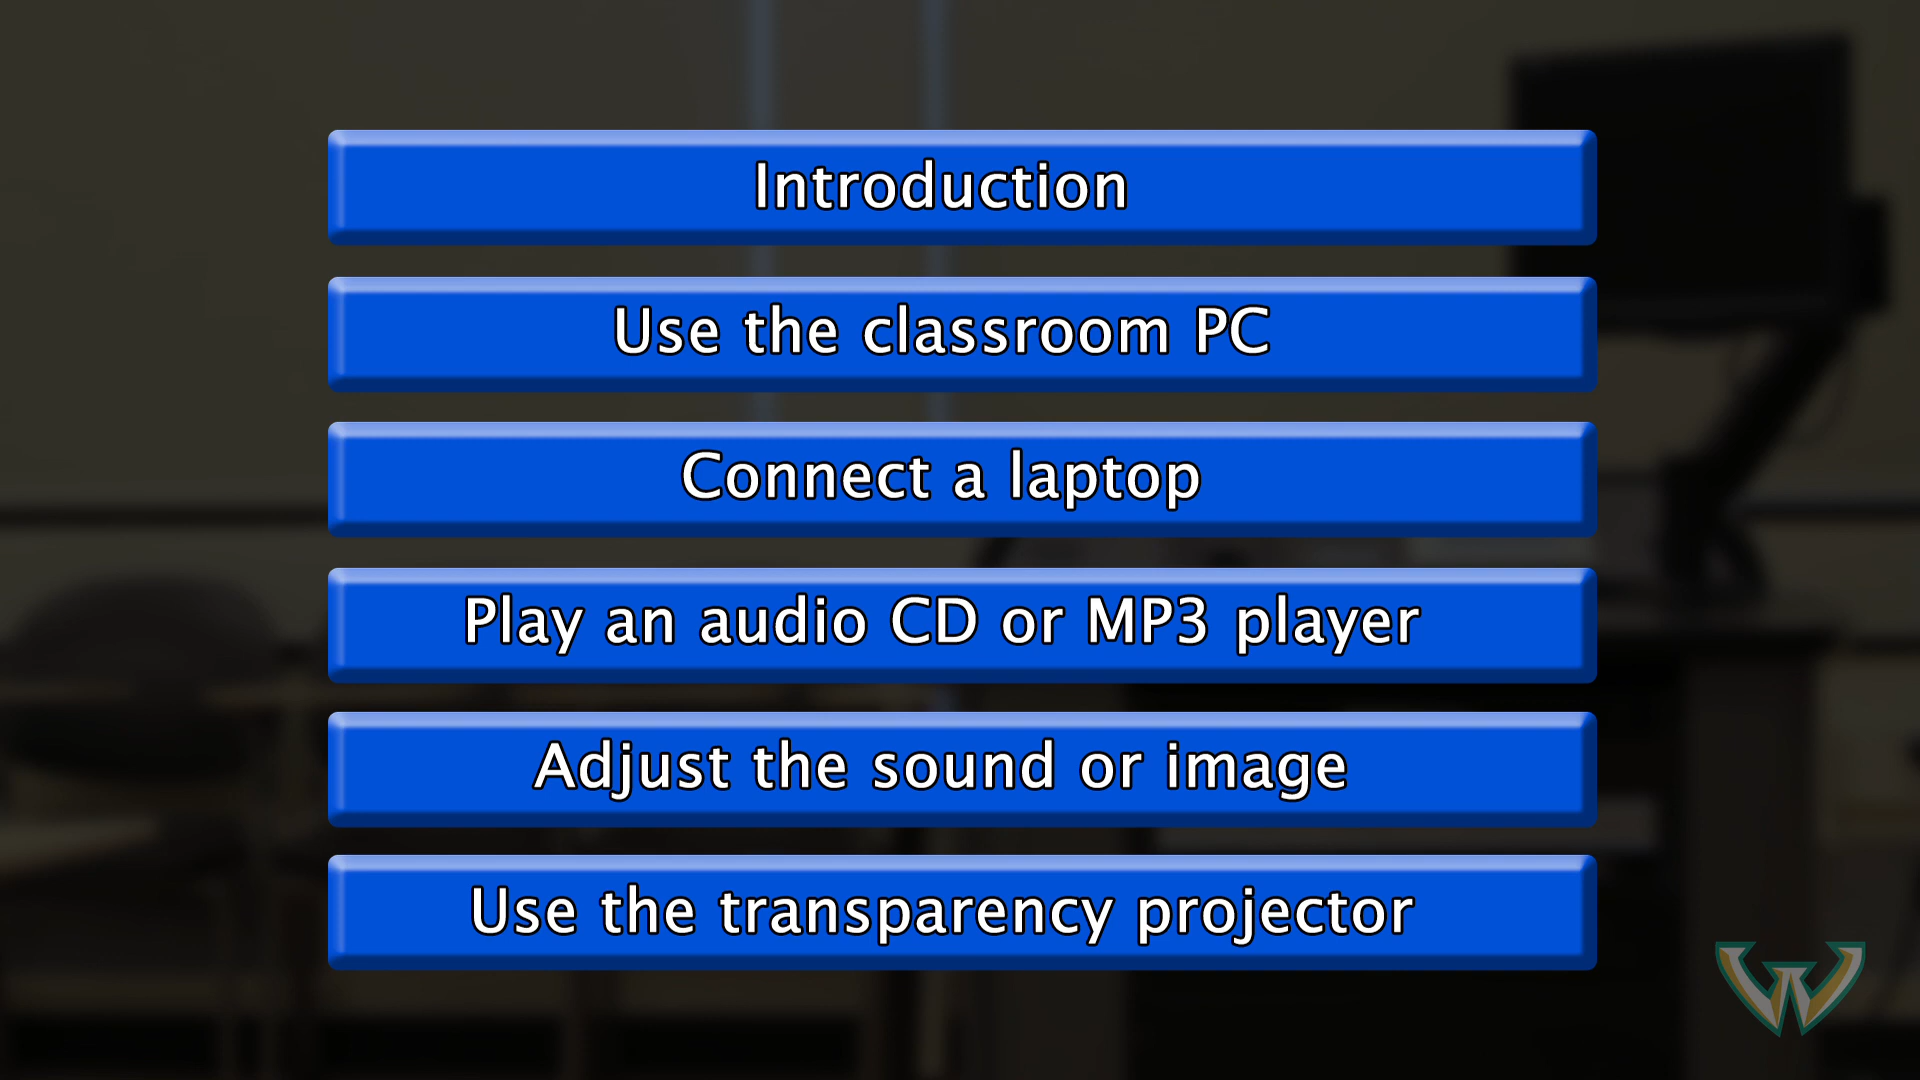 Introduction
Use the classroom PC
Connect a laptop
Play an audio CD or MP3 player
Adjust the sound or image
Use the transparency projector
W